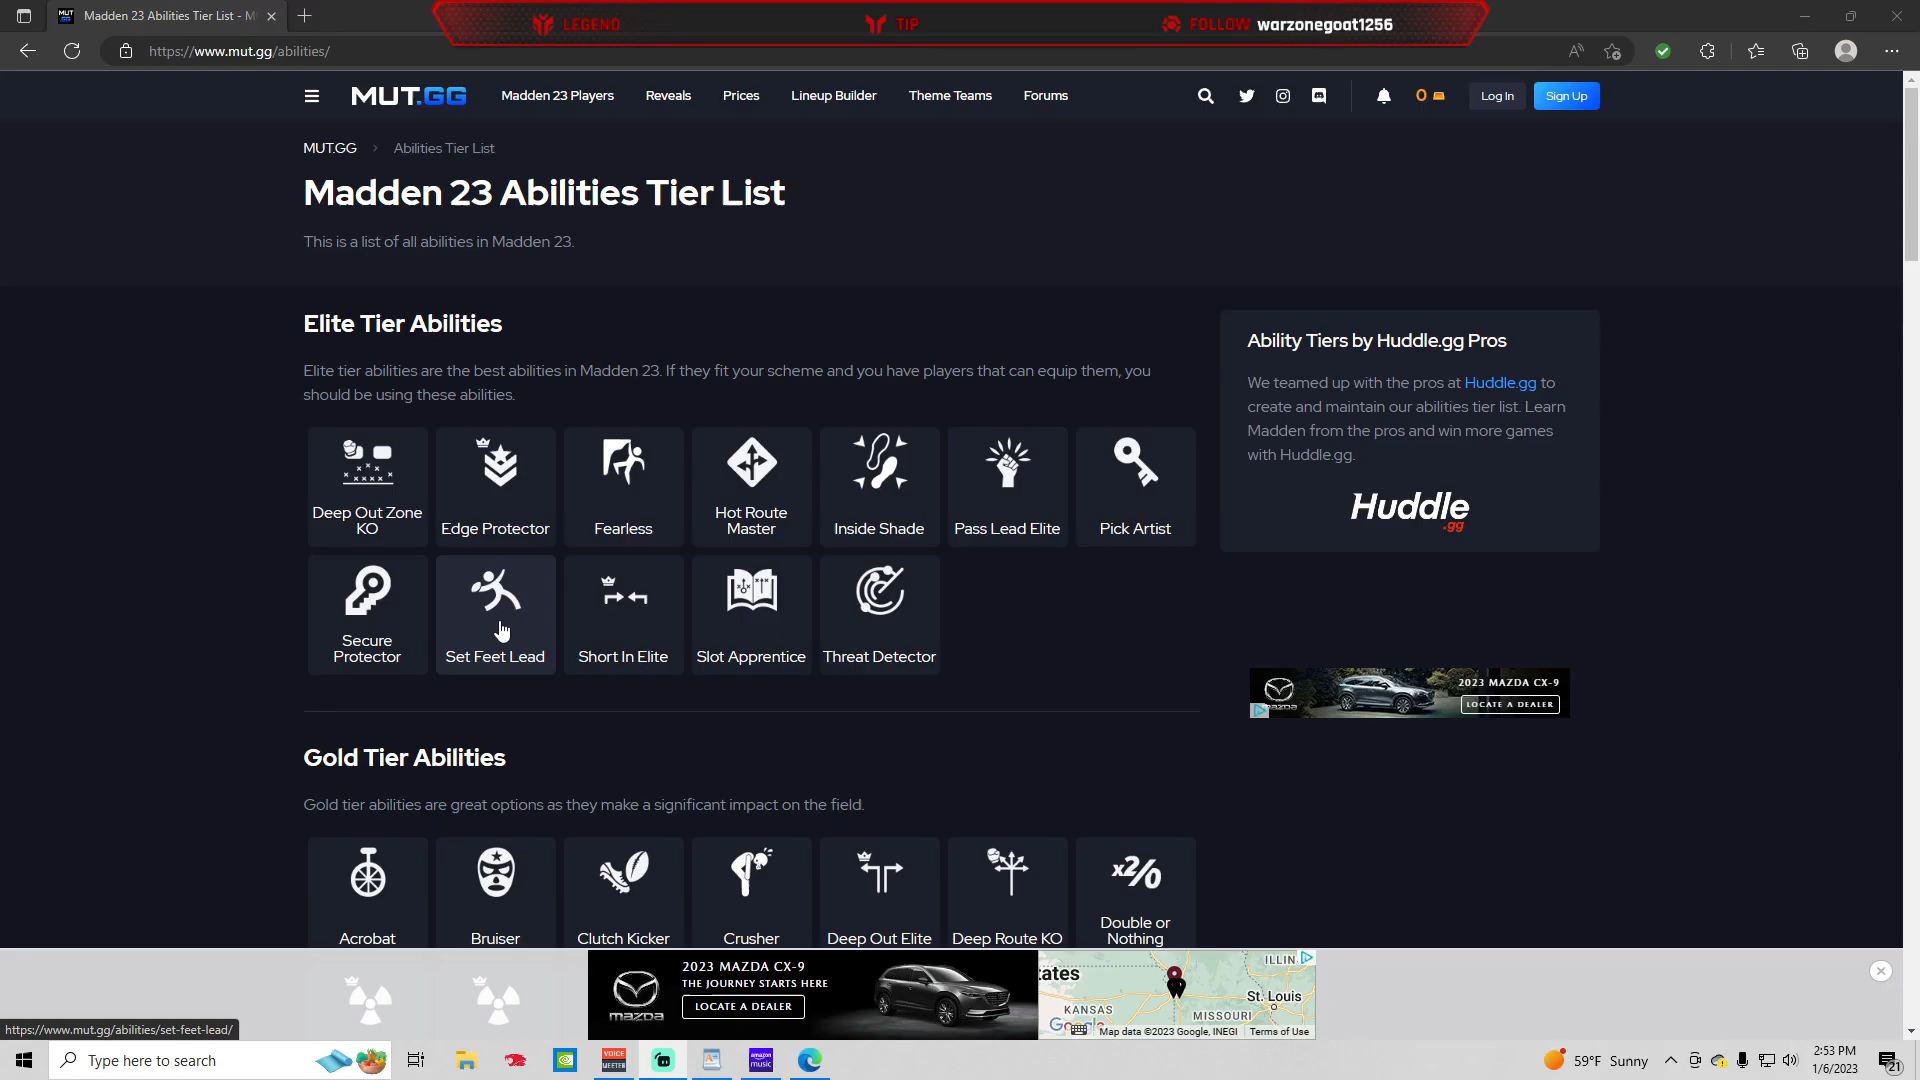 Madden 23 Abilities Tier List - M
LEGEND
TIP
FOLLOW warzonegoat1256
https://www.mut.gg/abilities/
MUT.GG
Madden 23 Players
Reveals
Prices
Lineup Builder
Theme Teams
Forums
0
Log In
Sign Up
MUT.GG > Abilities Tier List
Madden 23 Abilities Tier List
This is a list of all abilities in Madden 23.
Elite Tier Abilities
Elite tier abilities are the best abilities in Madden 23. If they fit your scheme and you have players that can equip them, you
should be using these abilities.
Deep Out Zone
KO
Edge Protector
Fearless
Hot Route
Master
Inside Shade
Pass Lead Elite
Pick Artist
Secure
Protector
Set Feet Lead
Short In Elite
Slot Apprentice
Threat Detector
Ability Tiers by Huddle.gg Pros
We teamed up with the pros at Huddle.gg to
create and maintain our abilities tier list. Learn
Madden from the pros and win more games
with Huddle.gg.
Huddle
.gg
2023 MAZDA CX-9
LOCATE A DEALER
Gold Tier Abilities
Gold tier abilities are great options as they make a significant impact on the field.
Acrobat
Bruiser
Clutch Kicker
Crusher
Deep Out Elite
Deep Route KO
x2/0
Double or
Nothing
mazda
2023 MAZDA CX-9
THE JOURNEY STARTS HERE
LOCATE A DEALER
tates
ILLIN
St. Louis
KANSAS
MISSOURI
Map data ©2023 Google, INEGI
Terms of Use
https://www.mut.gg/abilities/set-feet-lead/
Type here to search
VOICE
MEETER
amazon
music
59°F Sunny
2:53 PM
1/6/2023
21